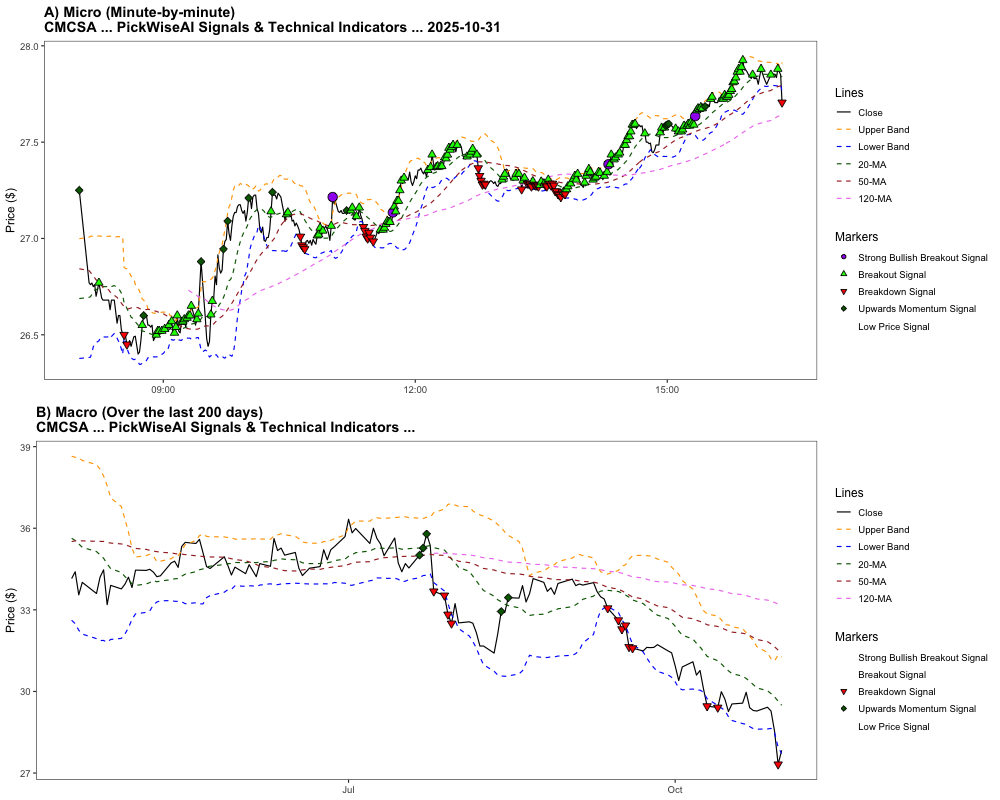 A) Micro (Minute-by-minute)
CMCSA ... PickWiseAI Signals & Technical Indicators ... 2025-10-31
Price ($)
28.0
27.5
27.0
26.5
09:00
12:00
15:00
Lines
Close
Upper Band
Lower Band
20-MA
50-MA
120-MA
Markers
Strong Bullish Breakout Signal
Breakout Signal
Breakdown Signal
Upwards Momentum Signal
Low Price Signal
B) Macro (Over the last 200 days)
CMCSA ... PickWiseAI Signals & Technical Indicators ...
Price ($)
39
36
33
30
27
Jul
Oct
Lines
Close
Upper Band
Lower Band
20-MA
50-MA
120-MA
Markers
Strong Bullish Breakout Signal
Breakout Signal
Breakdown Signal
Upwards Momentum Signal
Low Price Signal